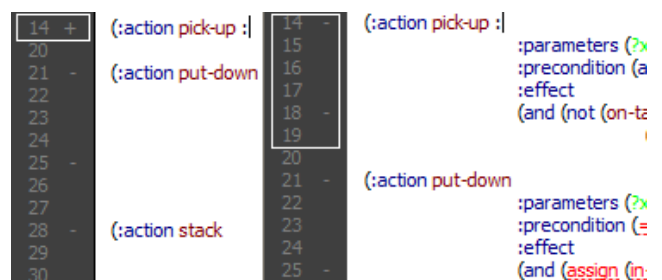 14 + (:action pick-up :
20
21 - (:action put-down
22
23
24
25 -
26
27
28 - (:action stack
29
30
14 - (:action pick-up :
15 :parameters (?x
16 :precondition (a
17 :effect
18 - (and (not (on-ta
19
20
21 - (:action put-down
22 :parameters (?x
23 :precondition (=
24 :effect
25 - (and (assign (in-